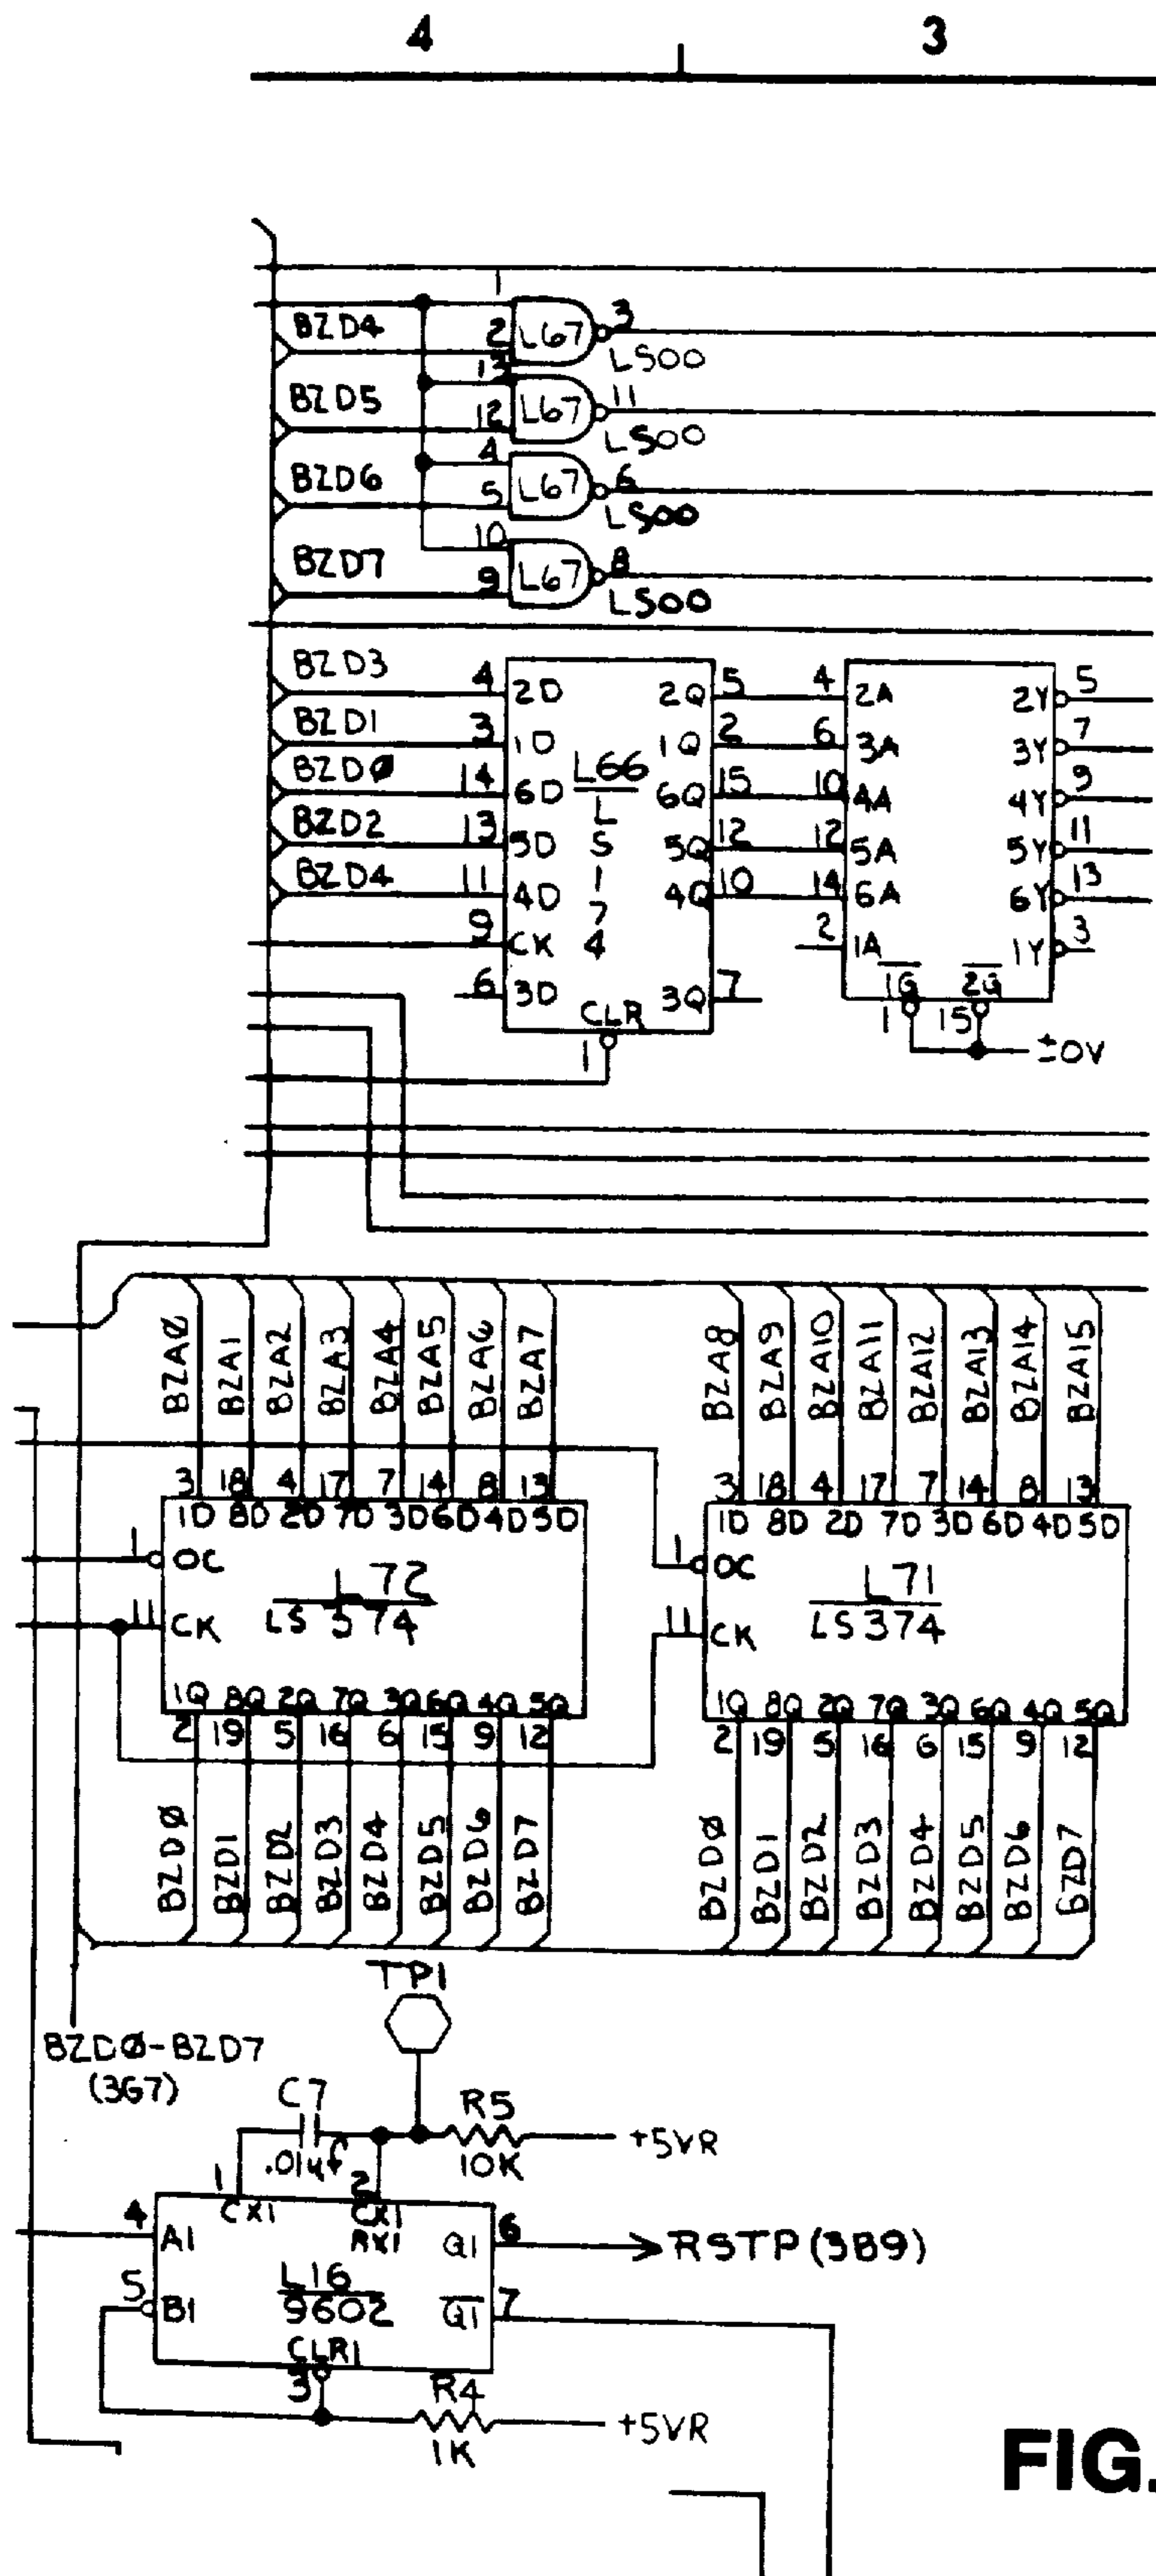 4 3
1
BZD4 2 L67 3
LS00
13
BZD5 12 L67 11
LS00
4
BZD6 5 L67 6
LS00
10
BZD7 9 L67 8
LS00
BZD3 4 2D 2Q 5 4 2A 2Y 5
BZD1 3 1D 1Q 2 6 3A 3Y 7
BZDØ 14 6D L66 6Q 15 10 4A 4Y 9
BZD2 13 5D LS174 5Q 12 12 5A 5Y 11
BZD4 11 4D 4Q 10 14 6A 6Y 13
9 CK 2 1A 1Y 3
6 3D 3Q 7 1G 2G
CLR 1 15
1 ±0V
BZAØ BZA1 BZA2 BZA3 BZA4 BZA5 BZA6 BZA7 BZA8 BZA9 BZA10 BZA11 BZA12 BZA13 BZA14 BZA15
3 18 4 17 7 14 8 13 3 18 4 17 7 14 8 13
1D 8D 2D 7D 3D 6D 4D 5D 1D 8D 2D 7D 3D 6D 4D 5D
1 OC L72 1 OC L71
11 CK LS374 11 CK LS374
1Q 8Q 2Q 7Q 3Q 6Q 4Q 5Q 1Q 8Q 2Q 7Q 3Q 6Q 4Q 5Q
2 19 5 16 6 15 9 12 2 19 5 16 6 15 9 12
BZDØ BZD1 BZD2 BZD3 BZD4 BZD5 BZD6 BZD7 BZDØ BZD1 BZD2 BZD3 BZD4 BZD5 BZD6 BZD7
TP1
BZDØ-BZD7
(3G7)
C7 R5
.01µf 10K +5VR
1 2
CX1 CX1
RX1
4 A1 Q1 6 RSTP(3B9)
L16
5 B1 9602 Q1 7
CLR1
3 R4
1K +5VR
FIG.